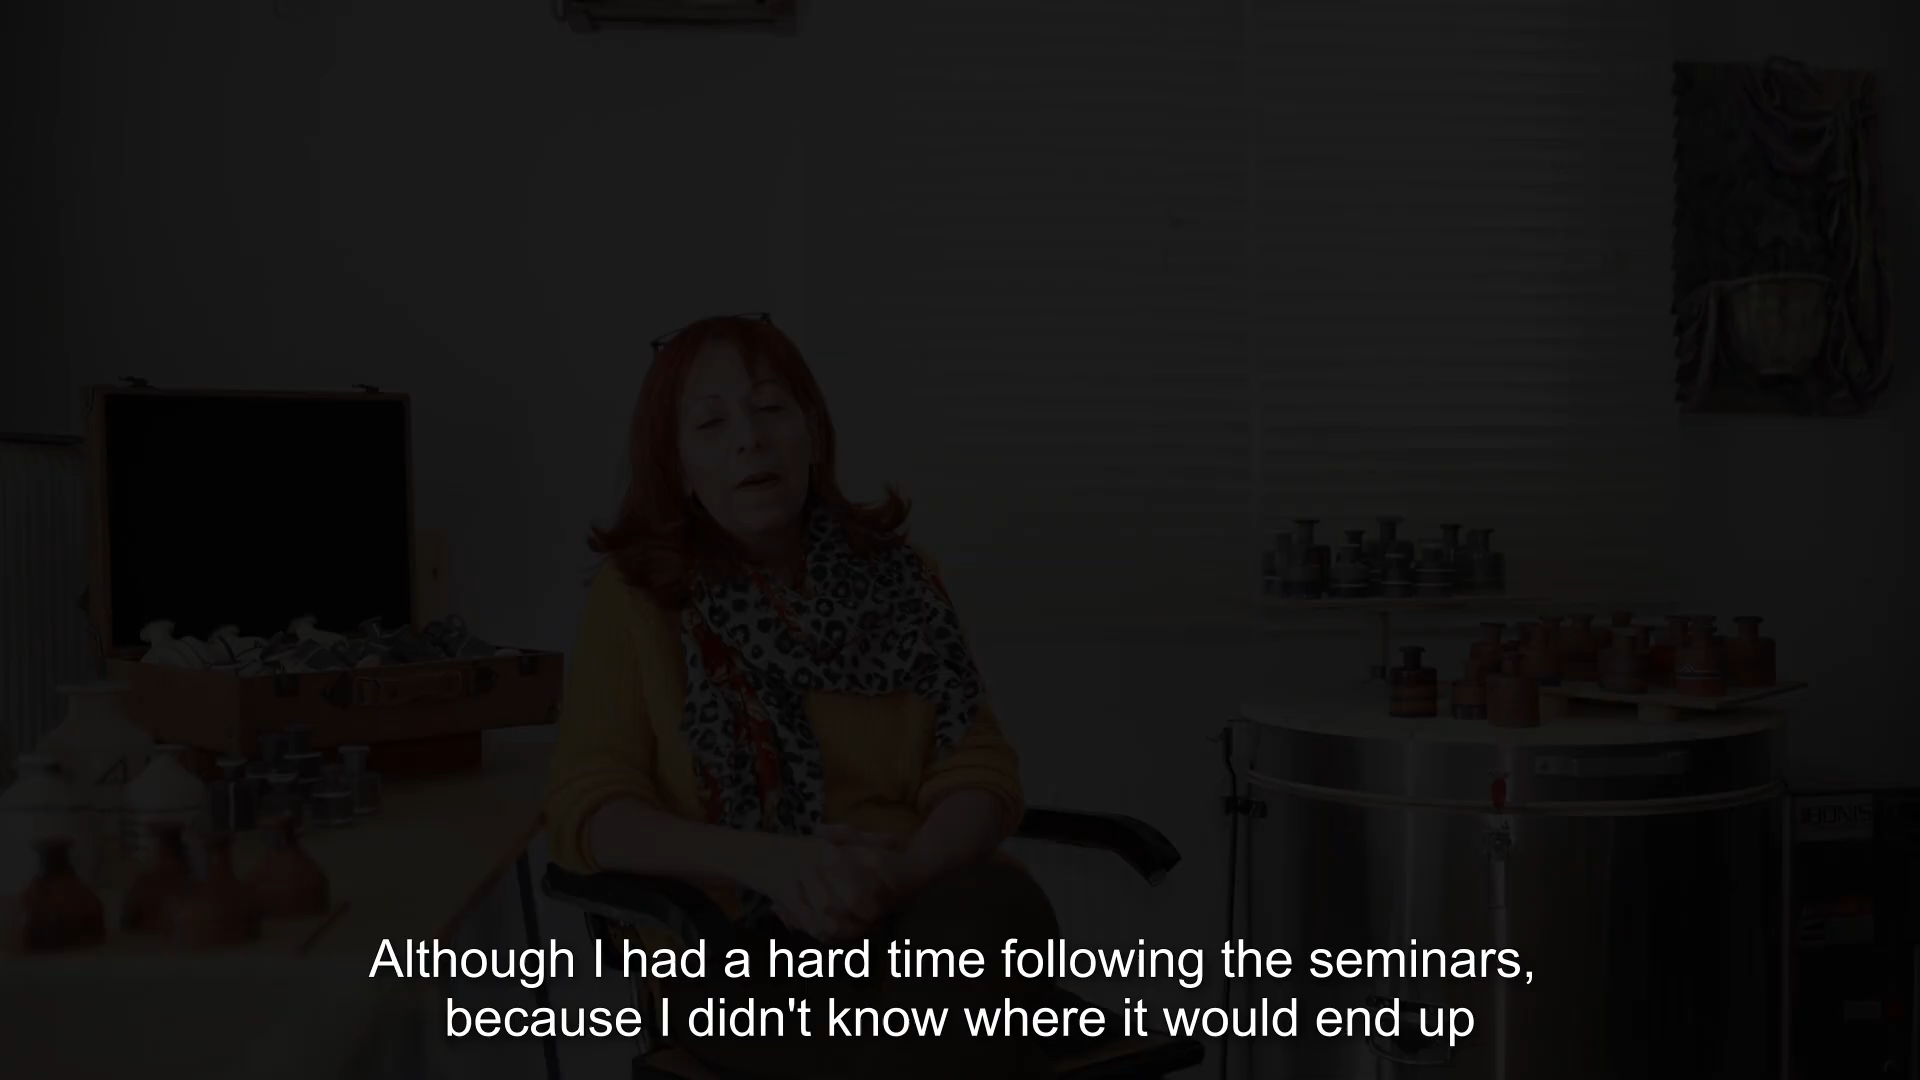 Although I had a hard time following the seminars,
because I didn't know where it would end up